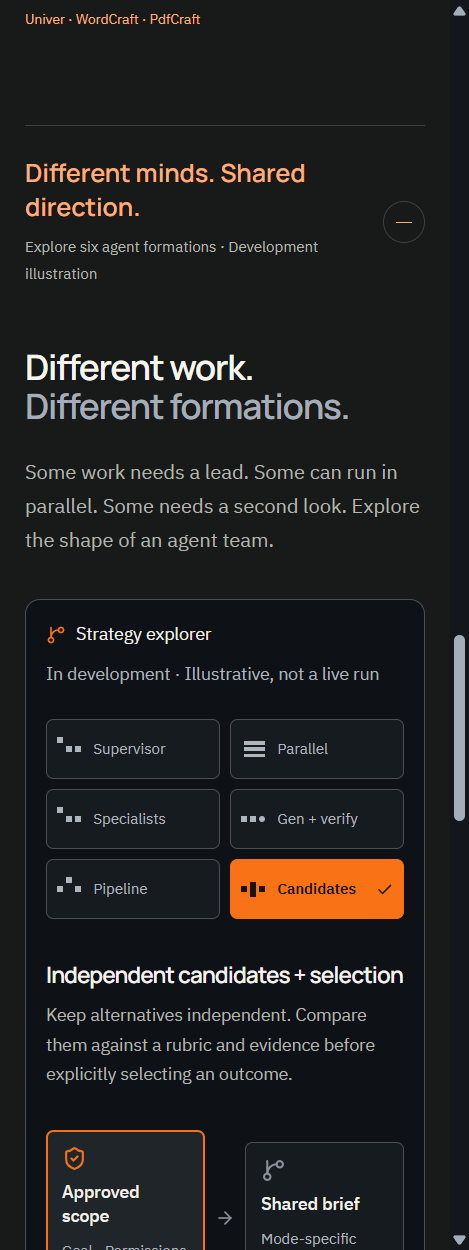 Univer · WordCraft · PdfCraft
Different minds. Shared
direction.
Explore six agent formations · Development
illustration
Different work.
Different formations.
Some work needs a lead. Some can run in
parallel. Some needs a second look. Explore
the shape of an agent team.
Strategy explorer
In development · Illustrative, not a live run
Supervisor
Parallel
Specialists
Gen + verify
Pipeline
Candidates
Independent candidates + selection
Keep alternatives independent. Compare
them against a rubric and evidence before
explicitly selecting an outcome.
Approved
scope
Goal · Permissions
Shared brief
Mode-specific